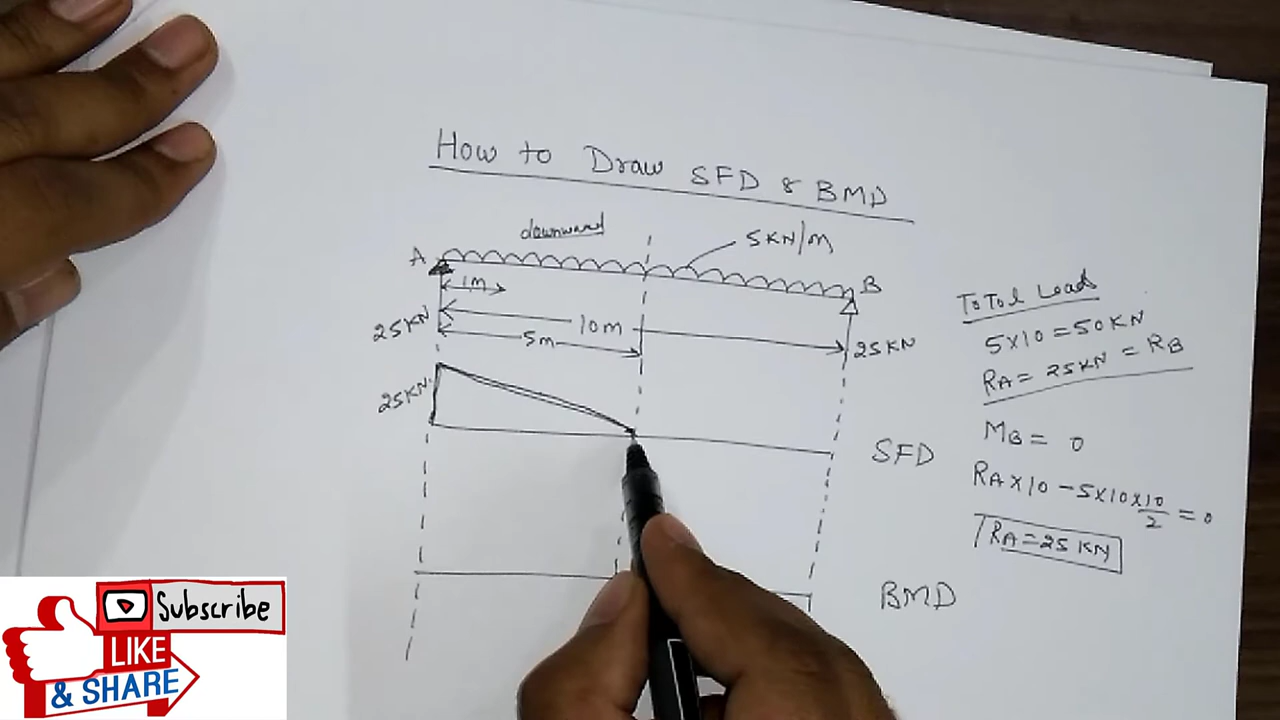 How to Draw SFD & BMD
downward
5KN/m
A
B
1m
25KN
10m
5m
25KN
25KN
SFD
BMD
ToTol Load
5x10 = 50KN
RA = 25KN = RB
MB = 0
RA x 10 - 5x10x10/2 = 0
RA = 25 KN
Subscribe
LIKE
& SHARE